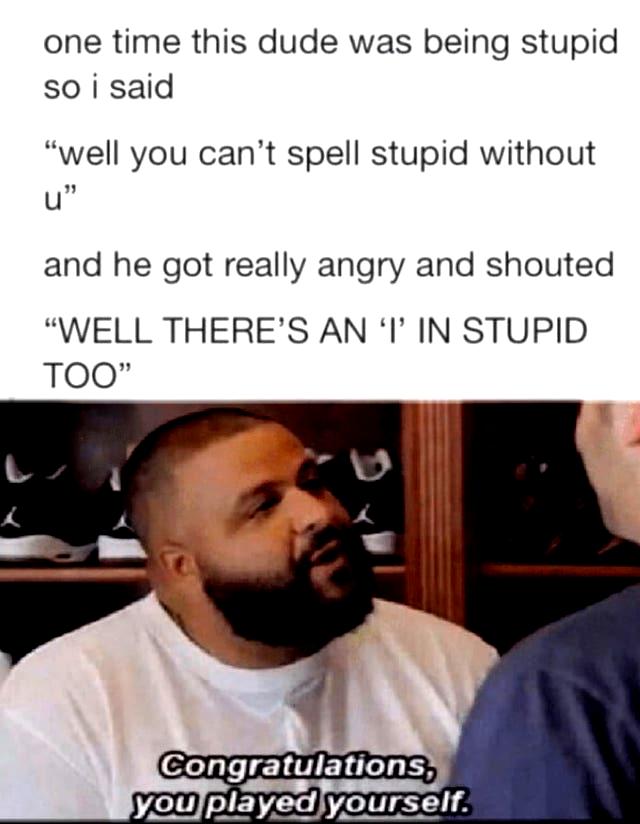 one time this dude was being stupid
so i said
“well you can’t spell stupid without
u”
and he got really angry and shouted
“WELL THERE’S AN ‘I’ IN STUPID
TOO”
Congratulations,
you played yourself.